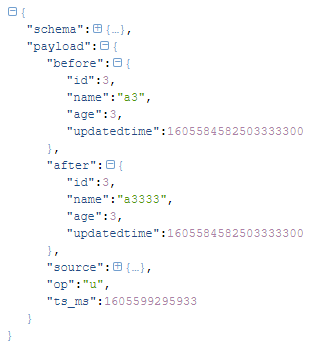 {
"schema":{…},
"payload":{
"before":{
"id":3,
"name":"a3",
"age":3,
"updatedtime":1605584582503333300
},
"after":{
"id":3,
"name":"a3333",
"age":3,
"updatedtime":1605584582503333300
},
"source":{…},
"op":"u",
"ts_ms":1605599295933
}
}